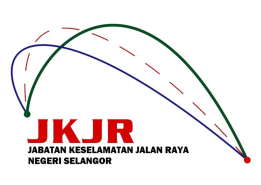 JKJR
JABATAN KESELAMATAN JALAN RAYA
NEGERI SELANGOR